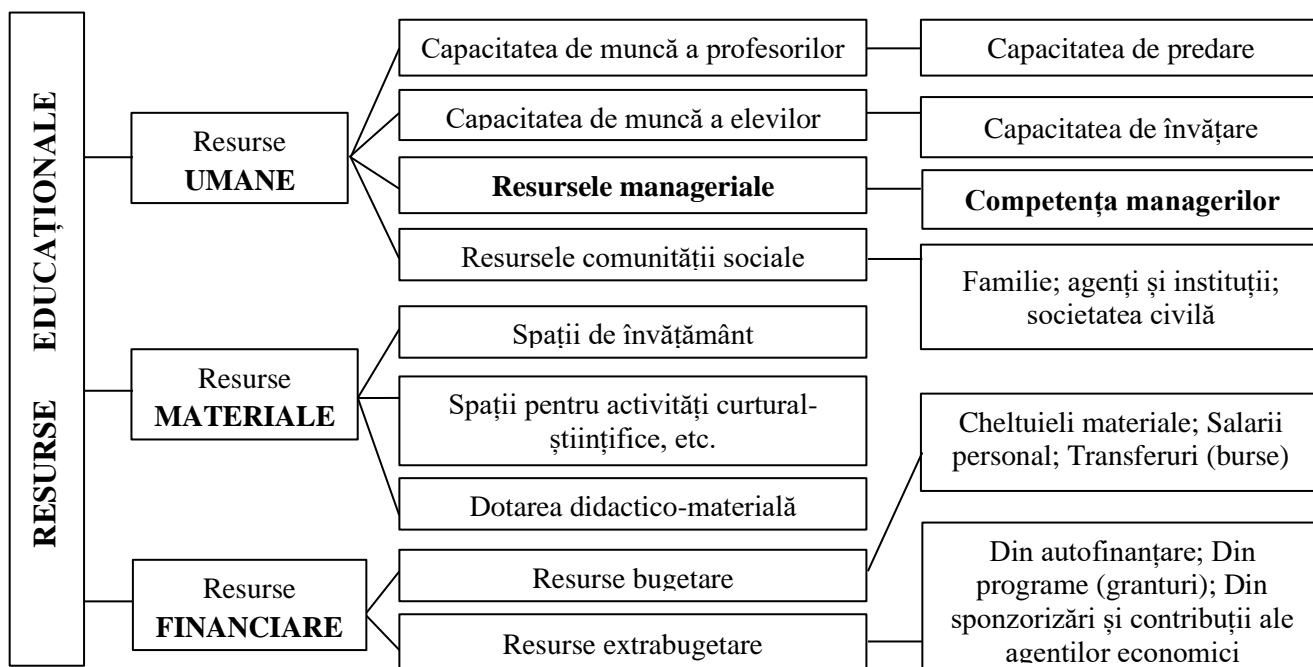 RESURSE EDUCAȚIONALE
Resurse
UMANE
Capacitatea de muncă a profesorilor
Capacitatea de predare
Capacitatea de muncă a elevilor
Capacitatea de învățare
Resursele manageriale
Competența managerilor
Resursele comunității sociale
Familie; agenți și instituții;
societatea civilă
Resurse
MATERIALE
Spații de învățământ
Spații pentru activități curtural-
științifice, etc.
Dotarea didactico-materială
Resurse
FINANCIARE
Resurse bugetare
Cheltuieli materiale; Salarii
personal; Transferuri (burse)
Resurse extrabugetare
Din autofinanțare; Din
programe (granturi); Din
sponzorizări și contribuții ale
agenților economici